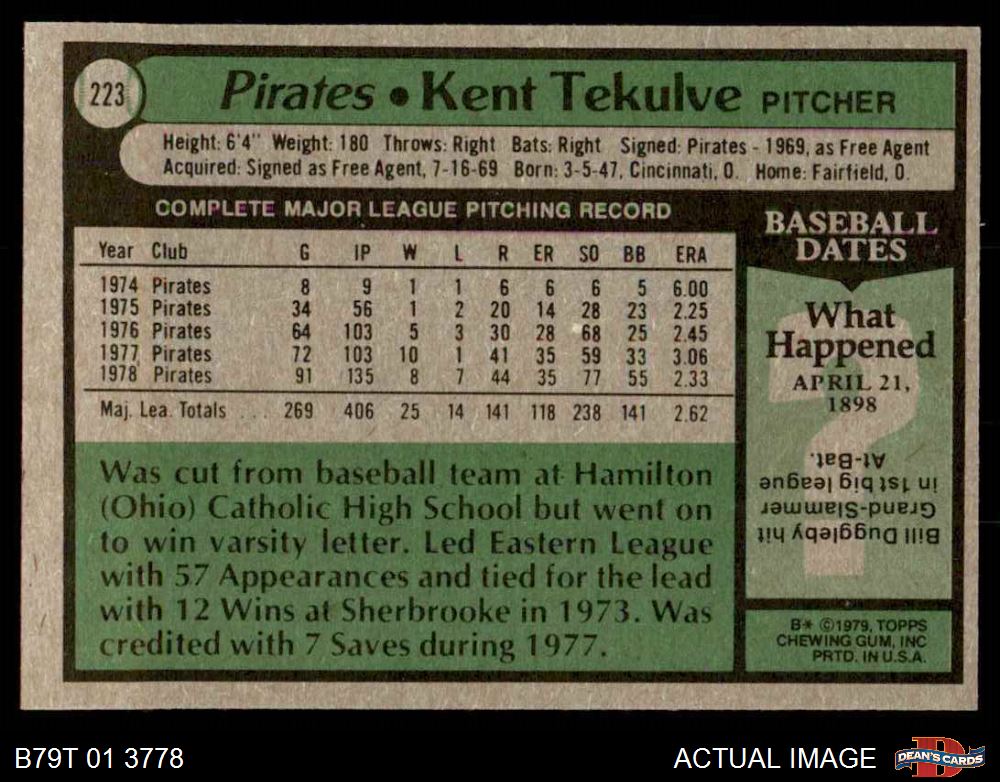 223
Pirates • Kent Tekulve PITCHER
Height: 6'4" Weight: 180 Throws: Right Bats: Right Signed: Pirates - 1969, as Free Agent
Acquired: Signed as Free Agent, 7-16-69 Born: 3-5-47, Cincinnati, O. Home: Fairfield, O.
COMPLETE MAJOR LEAGUE PITCHING RECORD
Year Club G IP W L R ER SO BB ERA
1974 Pirates 8 9 1 1 6 6 6 5 6.00
1975 Pirates 34 56 1 2 20 14 28 23 2.25
1976 Pirates 64 103 5 3 30 28 68 25 2.45
1977 Pirates 72 103 10 1 41 35 59 33 3.06
1978 Pirates 91 135 8 7 44 35 77 55 2.33
Maj. Lea. Totals ... 269 406 25 14 141 118 238 141 2.62
Was cut from baseball team at Hamilton
(Ohio) Catholic High School but went on
to win varsity letter. Led Eastern League
with 57 Appearances and tied for the lead
with 12 Wins at Sherbrooke in 1973. Was
credited with 7 Saves during 1977.
BASEBALL
DATES
What
Happened
APRIL 21,
1898
Bill Duggleby hit
Grand-Slammer
in 1st big league
At-Bat.
B* ©1979, TOPPS
CHEWING GUM, INC
PRTD. IN U.S.A.
B79T 01 3778
ACTUAL IMAGE
DEAN'S CARDS